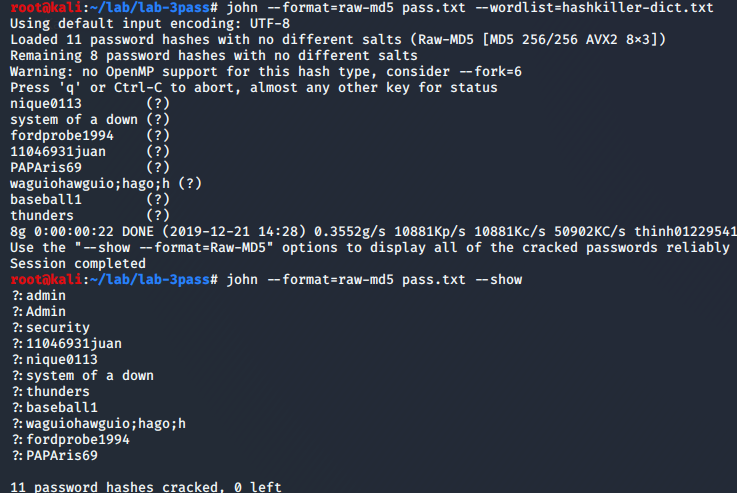 root@kali:~/lab/lab-3pass# john --format=raw-md5 pass.txt --wordlist=hashkiller-dict.txt
Using default input encoding: UTF-8
Loaded 11 password hashes with no different salts (Raw-MD5 [MD5 256/256 AVX2 8×3])
Remaining 8 password hashes with no different salts
Warning: no OpenMP support for this hash type, consider --fork=6
Press 'q' or Ctrl-C to abort, almost any other key for status
nique0113        (?)
system of a down (?)
fordprobe1994    (?)
11046931juan     (?)
PAPAris69        (?)
waguiohawguio;hago;h (?)
baseball1        (?)
thunders         (?)
8g 0:00:00:22 DONE (2019-12-21 14:28) 0.3552g/s 10881Kp/s 10881Kc/s 50902KC/s thinh01229541
Use the "--show --format=Raw-MD5" options to display all of the cracked passwords reliably
Session completed
root@kali:~/lab/lab-3pass# john --format=raw-md5 pass.txt --show
?:admin
?:Admin
?:security
?:11046931juan
?:nique0113
?:system of a down
?:thunders
?:baseball1
?:waguiohawguio;hago;h
?:fordprobe1994
?:PAPAris69

11 password hashes cracked, 0 left